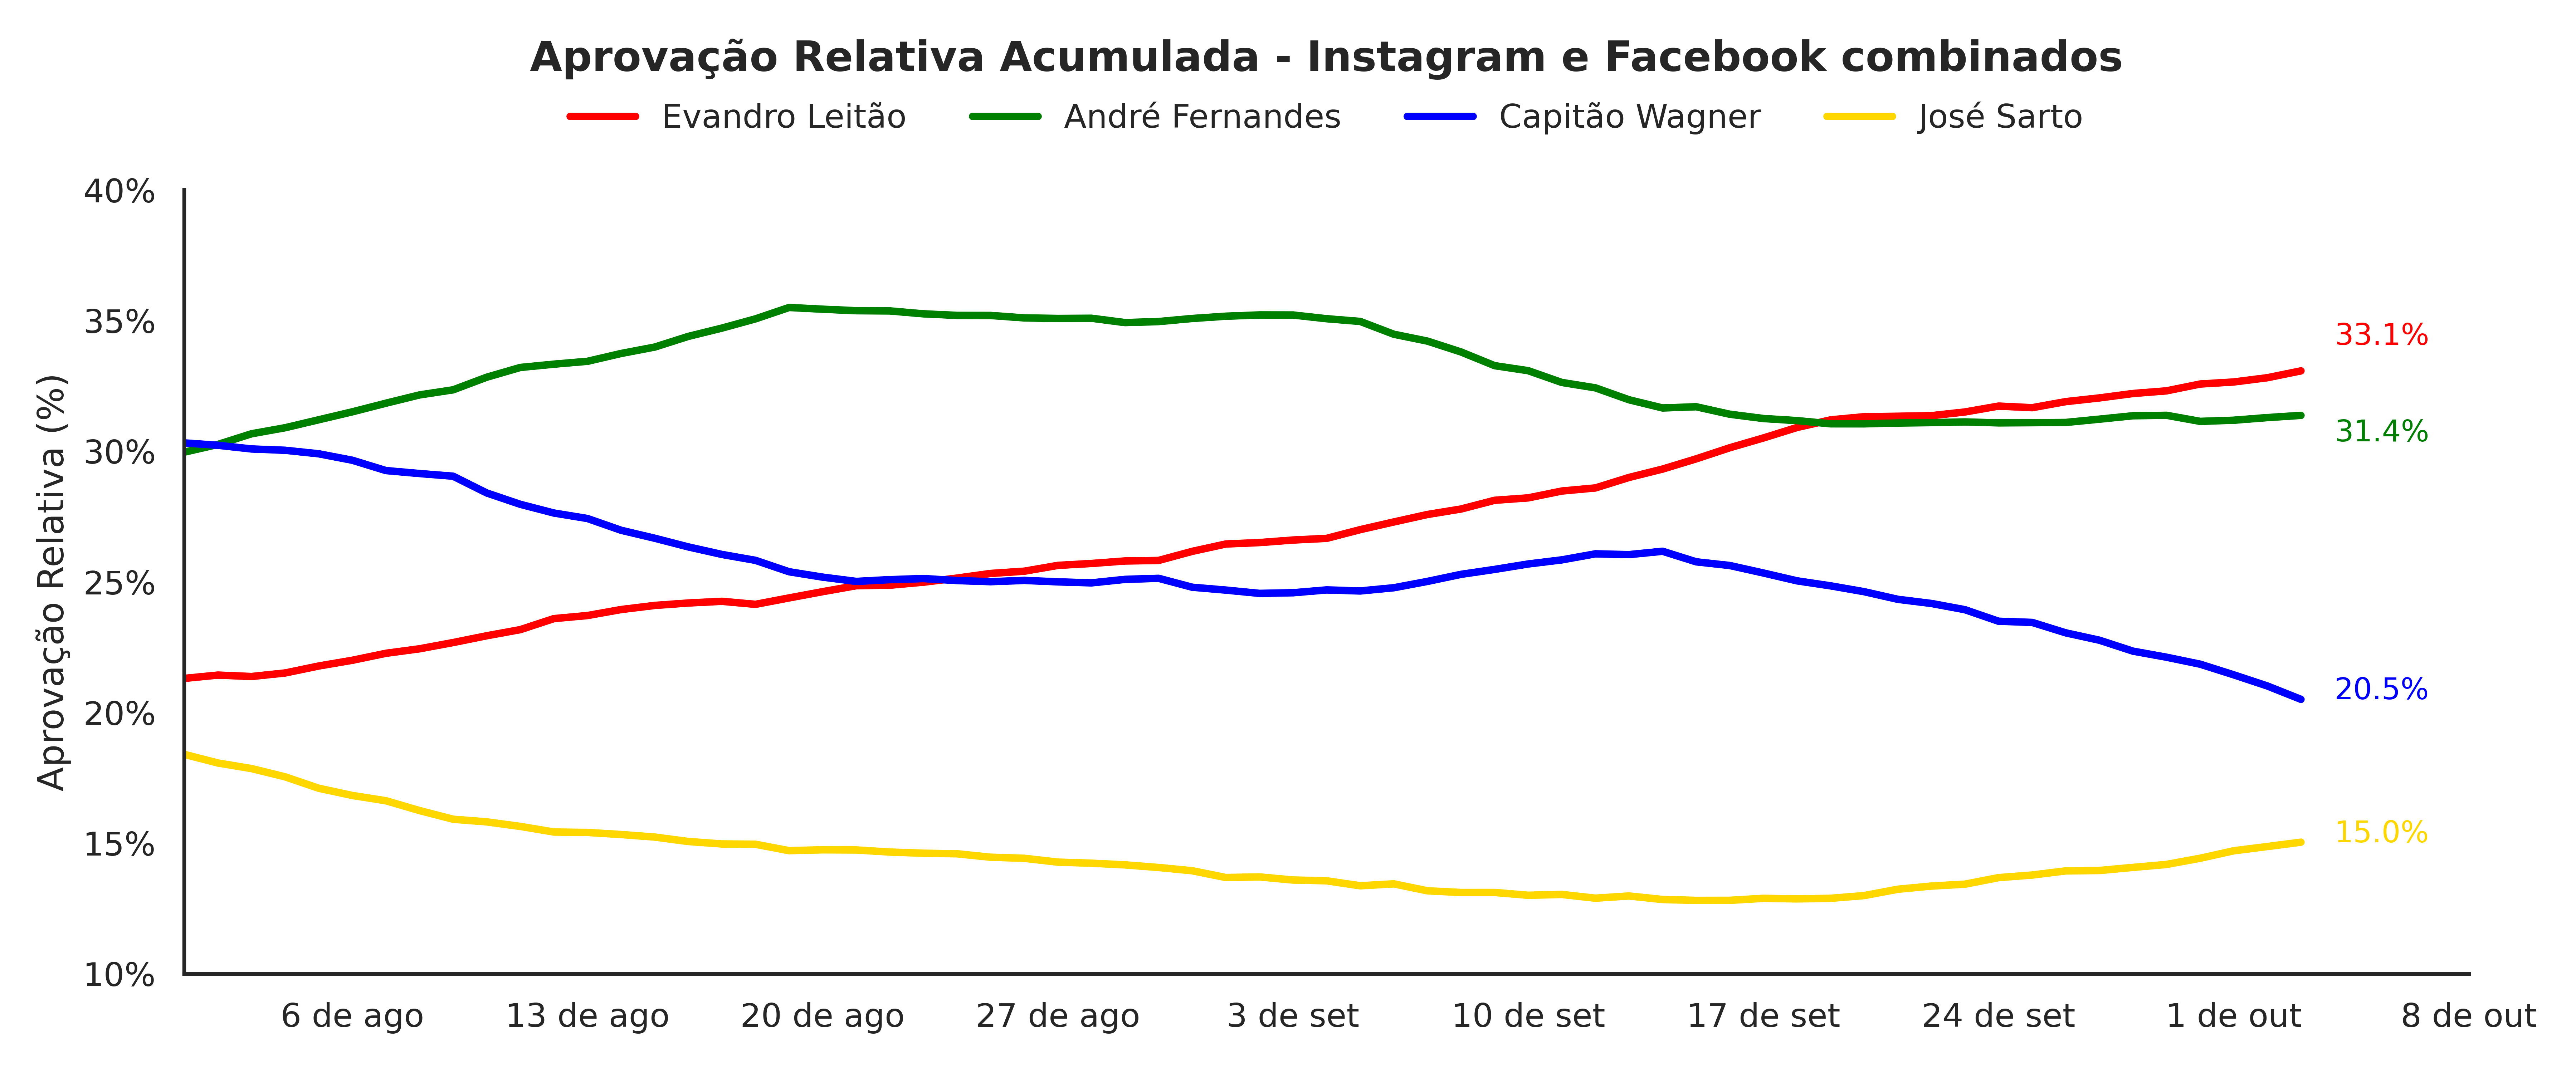 Aprovação Relativa Acumulada - Instagram e Facebook combinados
Evandro Leitão André Fernandes Capitão Wagner José Sarto
Aprovação Relativa (%)
40%
35%
30%
25%
20%
15%
10%
33.1%
31.4%
20.5%
15.0%
6 de ago 13 de ago 20 de ago 27 de ago 3 de set 10 de set 17 de set 24 de set 1 de out 8 de out